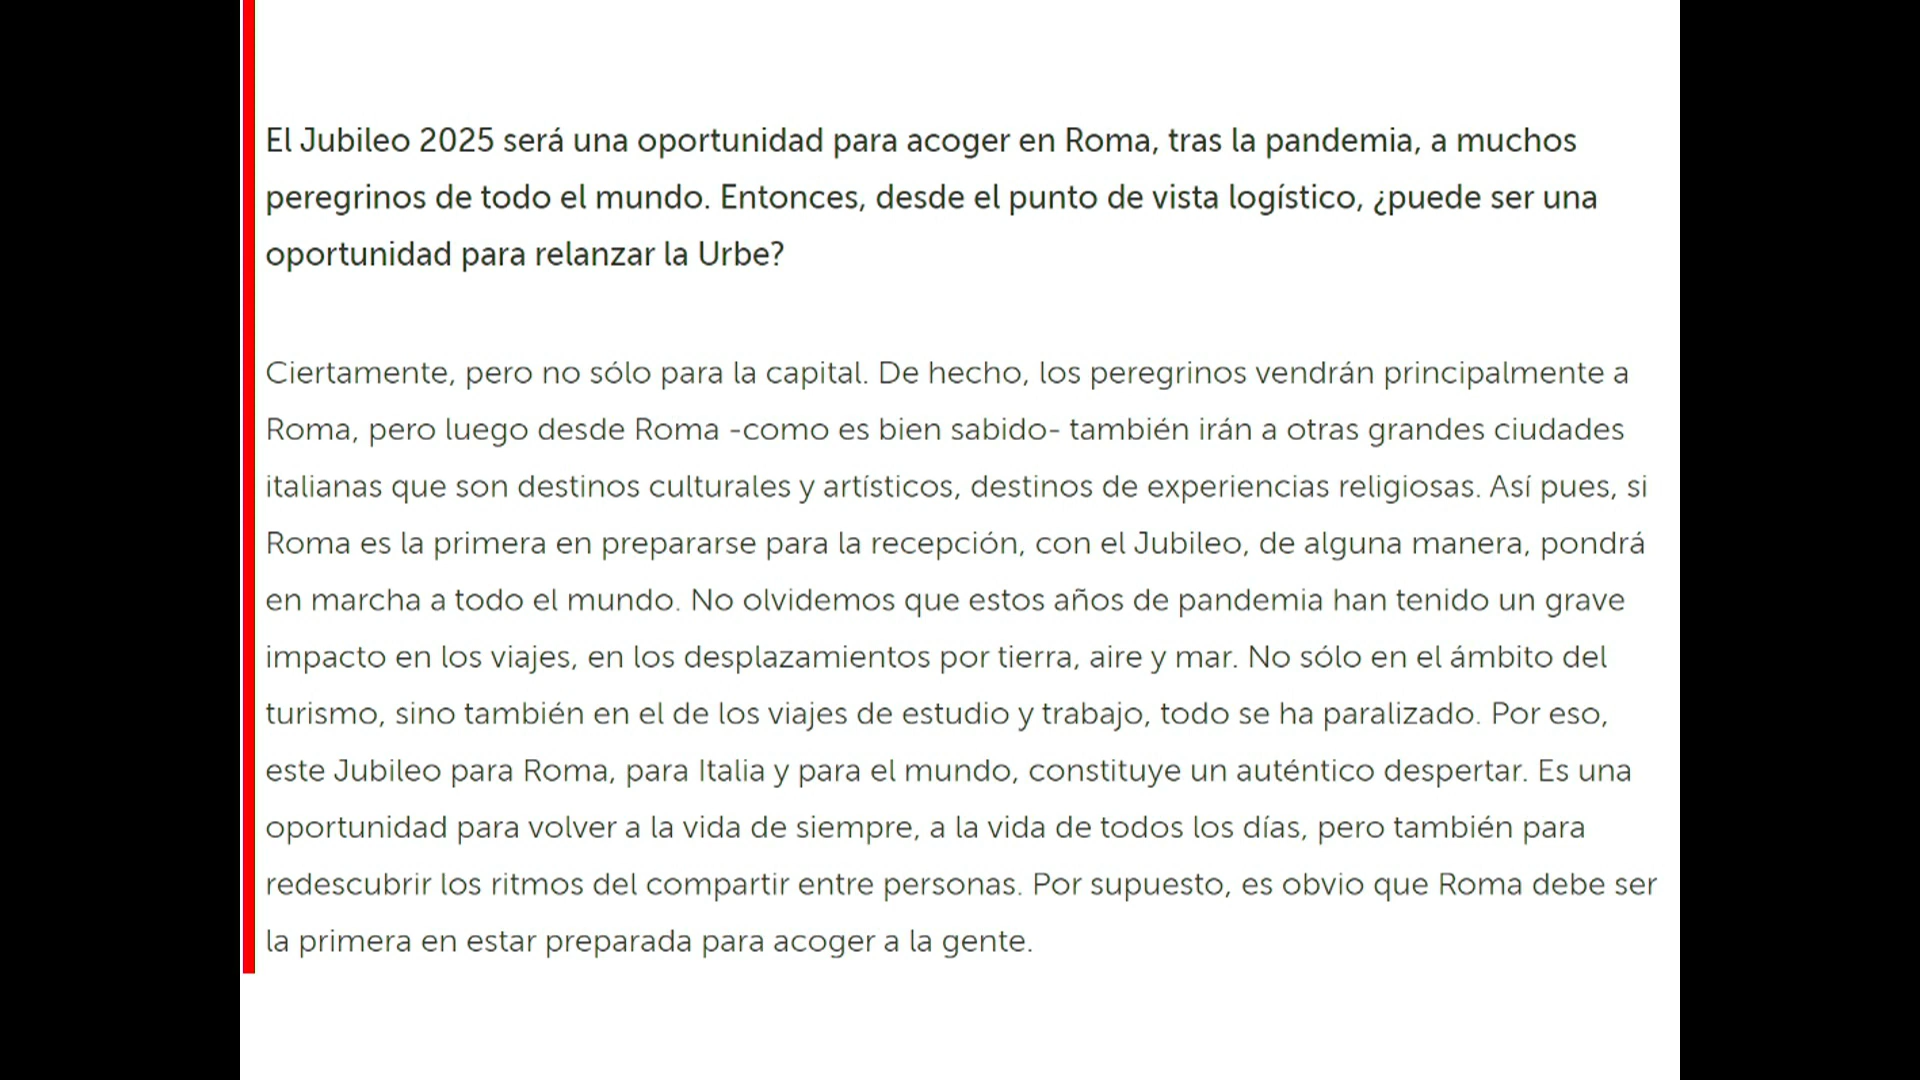 El Jubileo 2025 será una oportunidad para acoger en Roma, tras la pandemia, a muchos
peregrinos de todo el mundo. Entonces, desde el punto de vista logístico, ¿puede ser una
oportunidad para relanzar la Urbe?
Ciertamente, pero no sólo para la capital. De hecho, los peregrinos vendrán principalmente a
Roma, pero luego desde Roma -como es bien sabido- también irán a otras grandes ciudades
italianas que son destinos culturales y artísticos, destinos de experiencias religiosas. Así pues, si
Roma es la primera en prepararse para la recepción, con el Jubileo, de alguna manera, pondrá
en marcha a todo el mundo. No olvidemos que estos años de pandemia han tenido un grave
impacto en los viajes, en los desplazamientos por tierra, aire y mar. No sólo en el ámbito del
turismo, sino también en el de los viajes de estudio y trabajo, todo se ha paralizado. Por eso,
este Jubileo para Roma, para Italia y para el mundo, constituye un auténtico despertar. Es una
oportunidad para volver a la vida de siempre, a la vida de todos los días, pero también para
redescubrir los ritmos del compartir entre personas. Por supuesto, es obvio que Roma debe ser
la primera en estar preparada para acoger a la gente.